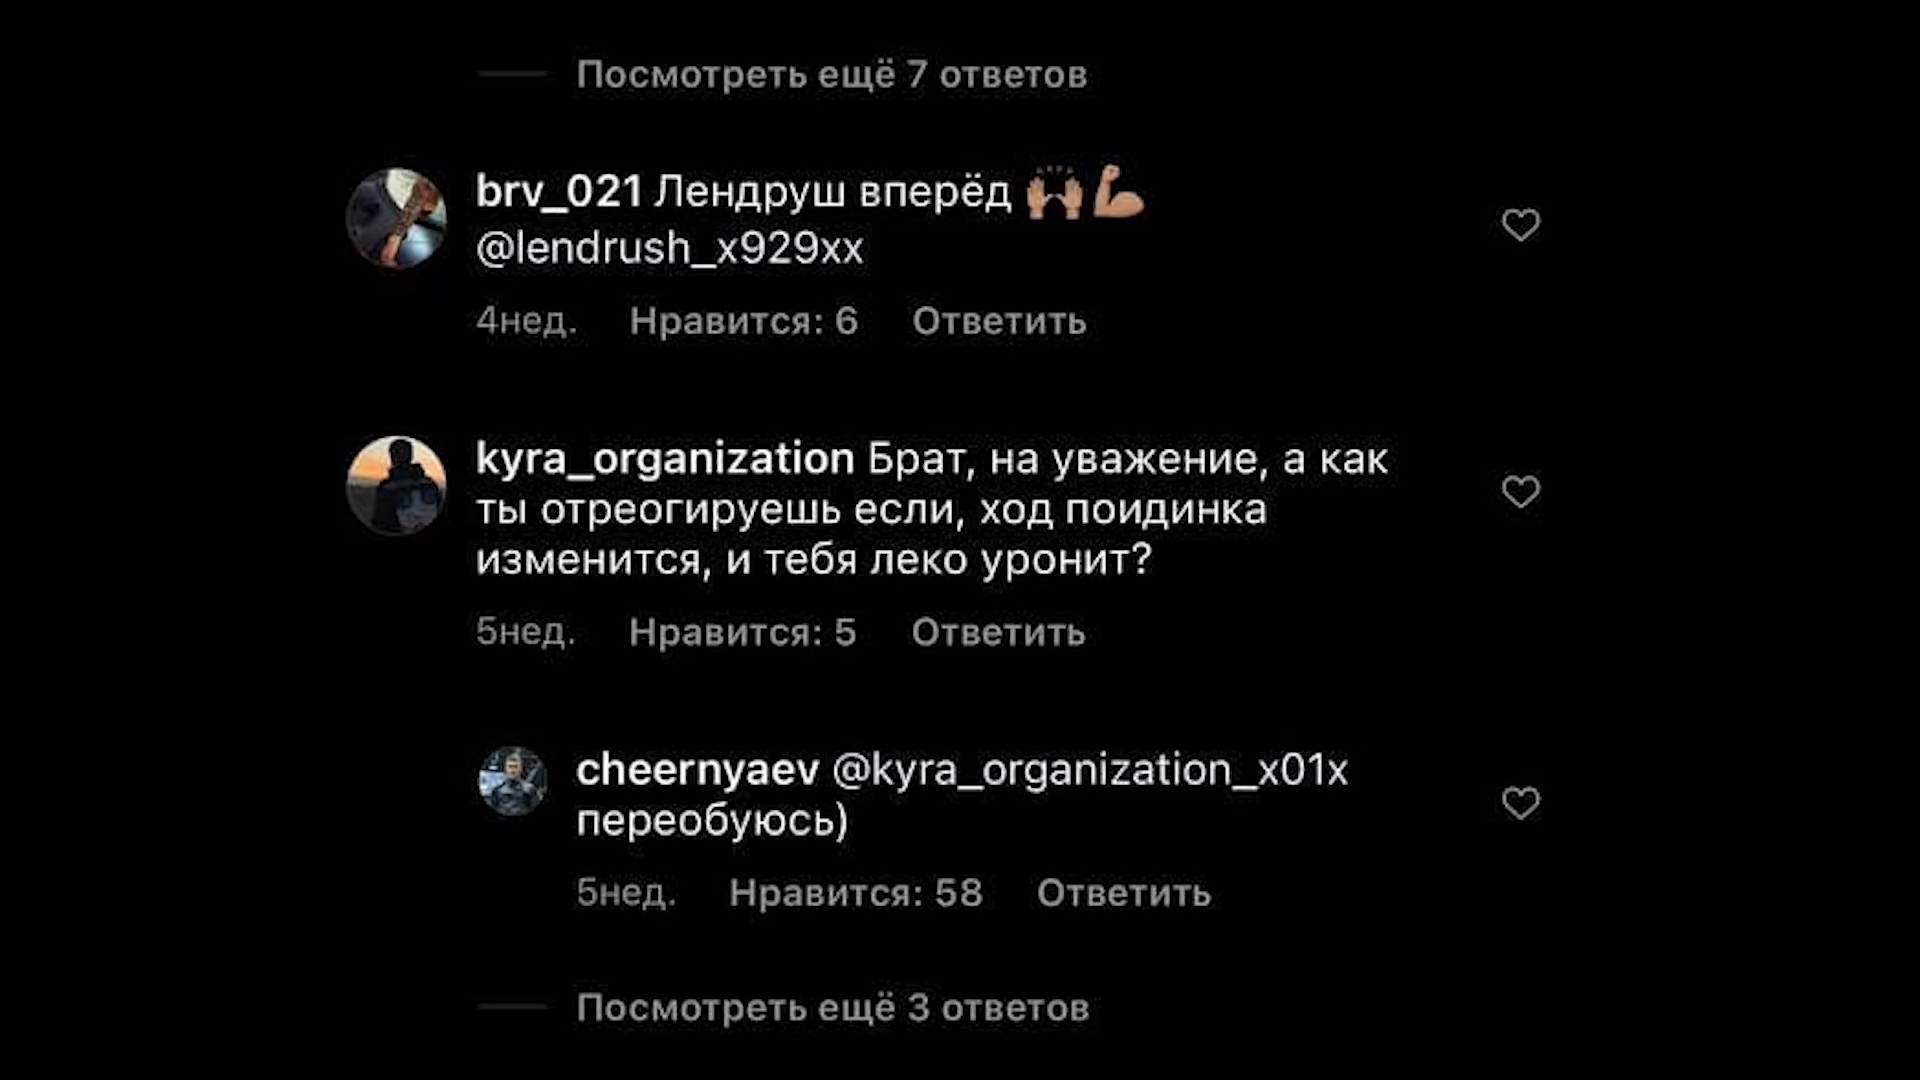 Посмотреть ещё 7 ответов
brv_021 Лендруш вперёд 🙌🏽💪🏽
@lendrush_x929xx
4нед. Нравится: 6 Ответить
kyra_organization Брат, на уважение, а как
ты отреогируешь если, ход поидинка
изменится, и тебя леко уронит?
5нед. Нравится: 5 Ответить
cheernyaev @kyra_organization_x01x
переобуюсь)
5нед. Нравится: 58 Ответить
Посмотреть ещё 3 ответов